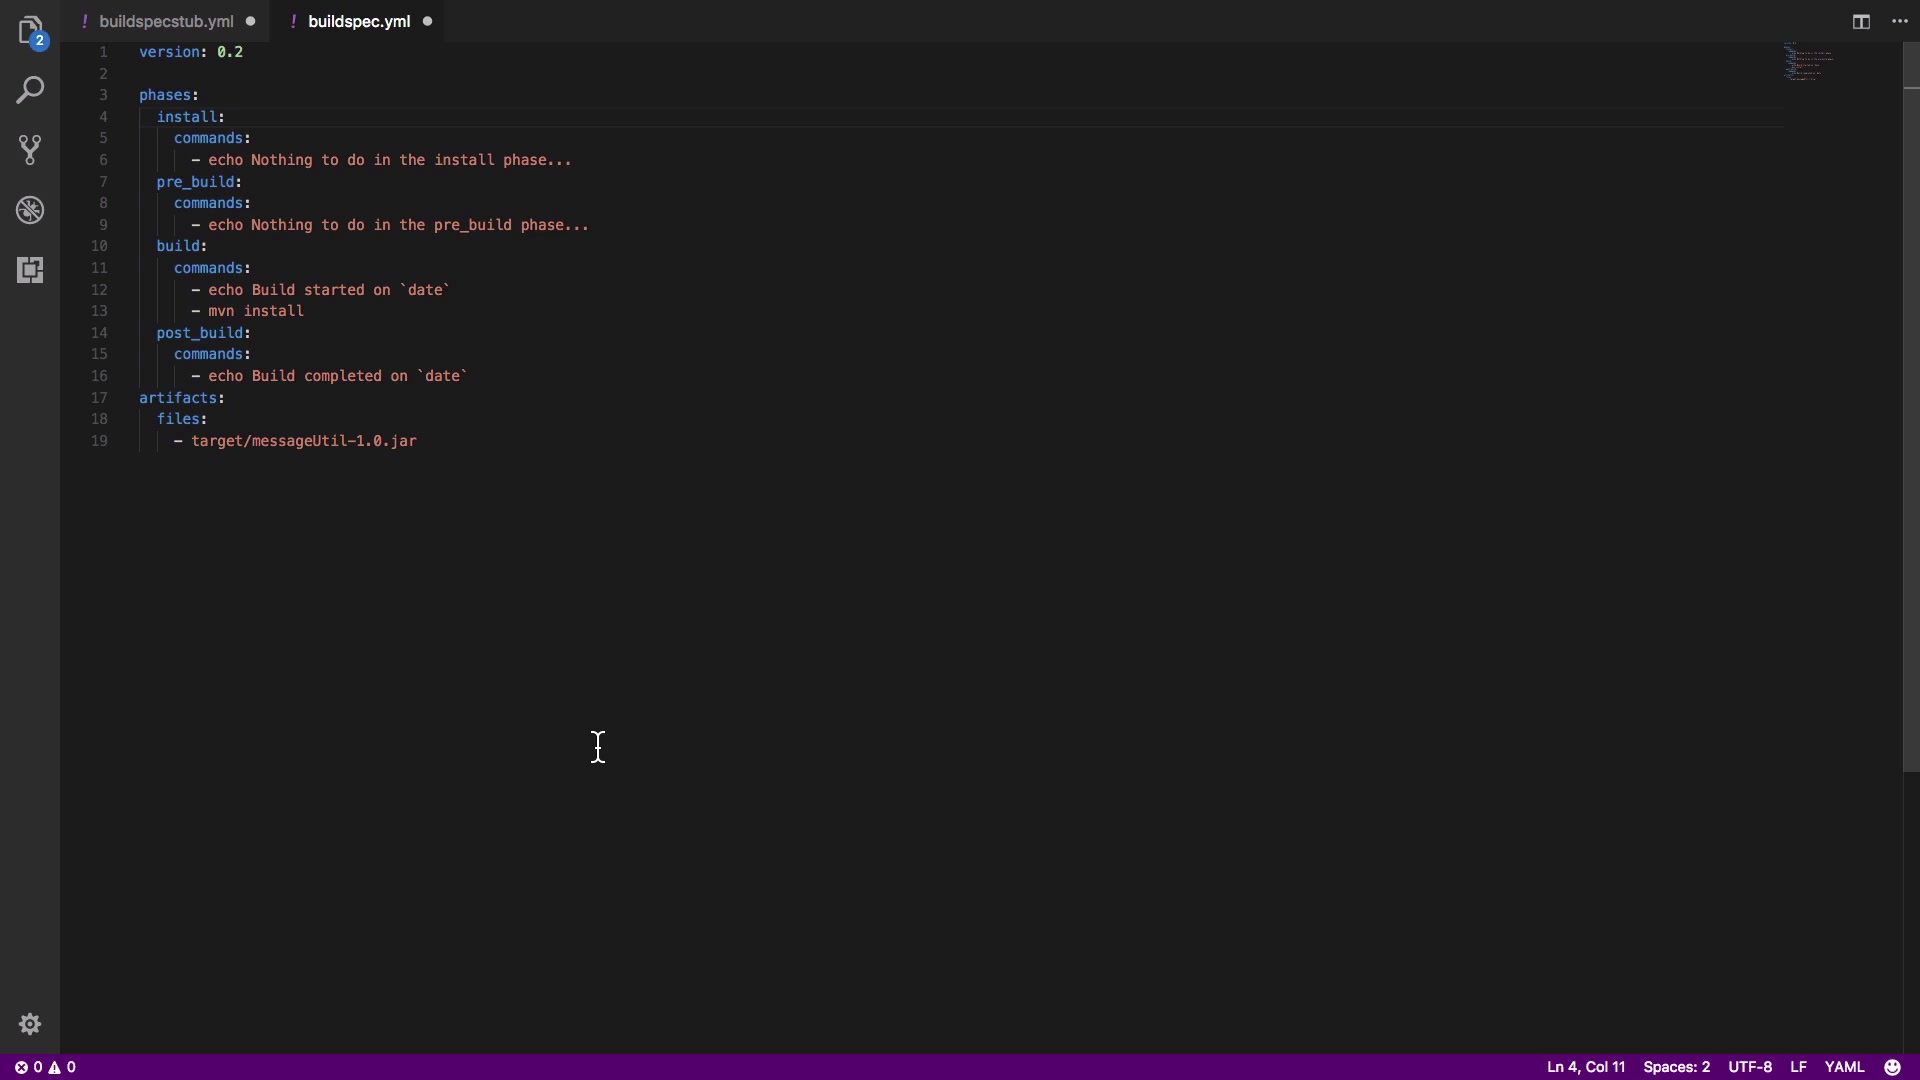 ! buildspecstub.yml ● ! buildspec.yml ●
2
1 version: 0.2
2
3 phases:
4   install:
5     commands:
6       - echo Nothing to do in the install phase...
7   pre_build:
8     commands:
9       - echo Nothing to do in the pre_build phase...
10   build:
11     commands:
12       - echo Build started on `date`
13       - mvn install
14   post_build:
15     commands:
16       - echo Build completed on `date`
17 artifacts:
18   files:
19     - target/messageUtil-1.0.jar
0 0 Ln 4, Col 11 Spaces: 2 UTF-8 LF YAML